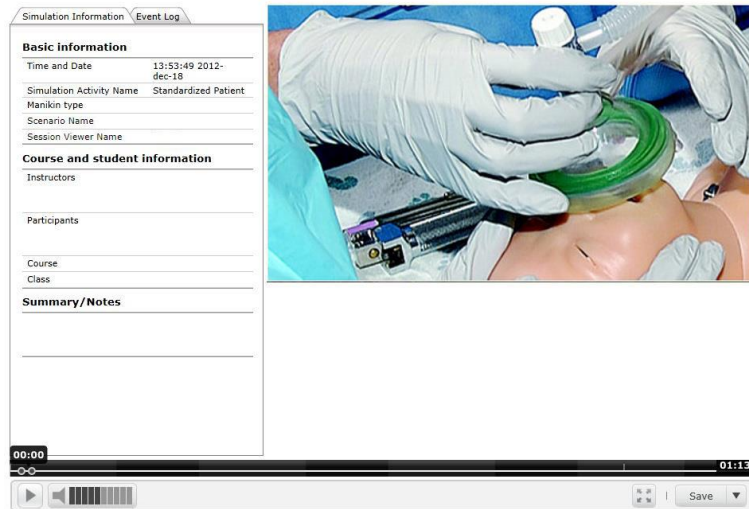 Simulation Information Event Log
Basic information
Time and Date 13:53:49 2012-
dec-18
Simulation Activity Name Standardized Patient
Manikin type
Scenario Name
Session Viewer Name
Course and student information
Instructors
Participants
Course
Class
Summary/Notes
00:00
01:13
Save